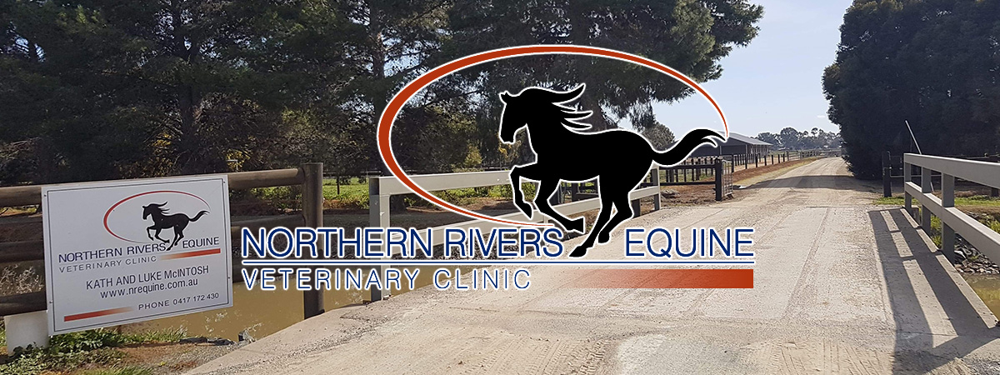 NORTHERN RIVERS EQUINE
VETERINARY CLINIC
KATH AND LUKE McINTOSH
www.nrequine.com.au
PHONE 0417 172 430
NORTHERN RIVERS EQUINE
VETERINARY CLINIC